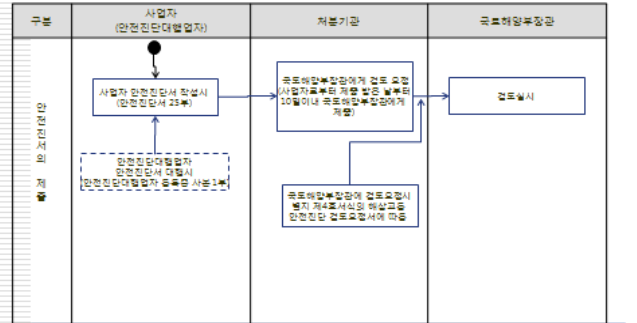 구분
사업자
(안전진단대행업자)
처분기관
국토해양부장관
안전진서의 제출
사업자 안전진단서 작성시
(안전진단서 25부)
국토해양부장관에게 검토 요청
(사업자로부터 제출 받은 날부터
10일이내 국토해양부장관에게
제출)
검토실시
안전진단대행업자
안전진단서 대행시
(안전진단대행업자 등록증 사본1부)
국토해양부장관에 검토요청시
별지 제4호서식의 해상교통
안전진단 검토요청서에 따름